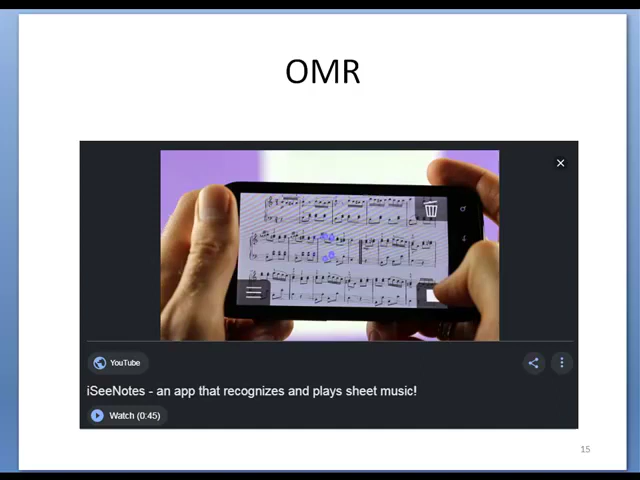 OMR
YouTube
iSeeNotes - an app that recognizes and plays sheet music!
Watch (0:45)
15